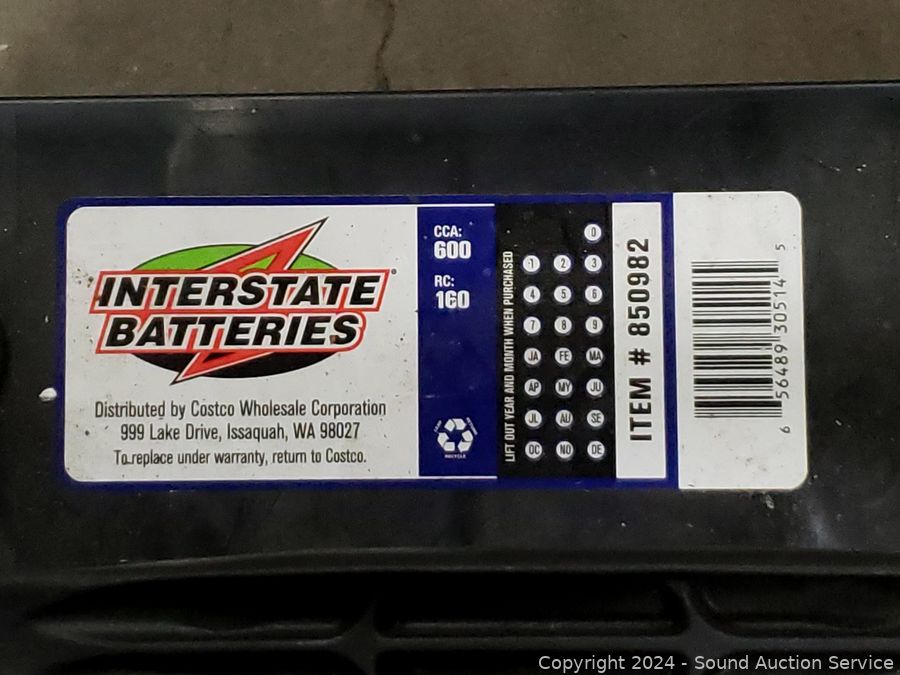 INTERSTATE
BATTERIES
Distributed by Costco Wholesale Corporation
999 Lake Drive, Issaquah, WA 98027
To replace under warranty, return to Costco.
CCA:
600
RC:
160
RECYCLE
LIFT OUT YEAR AND MONTH WHEN PURCHASED
0
1 2 3
4 5 6
7 8 9
JA FE MA
AP MY JU
JL AU SE
OC NO DE
ITEM # 850982
6 56489 30514 5
Copyright 2024 - Sound Auction Service